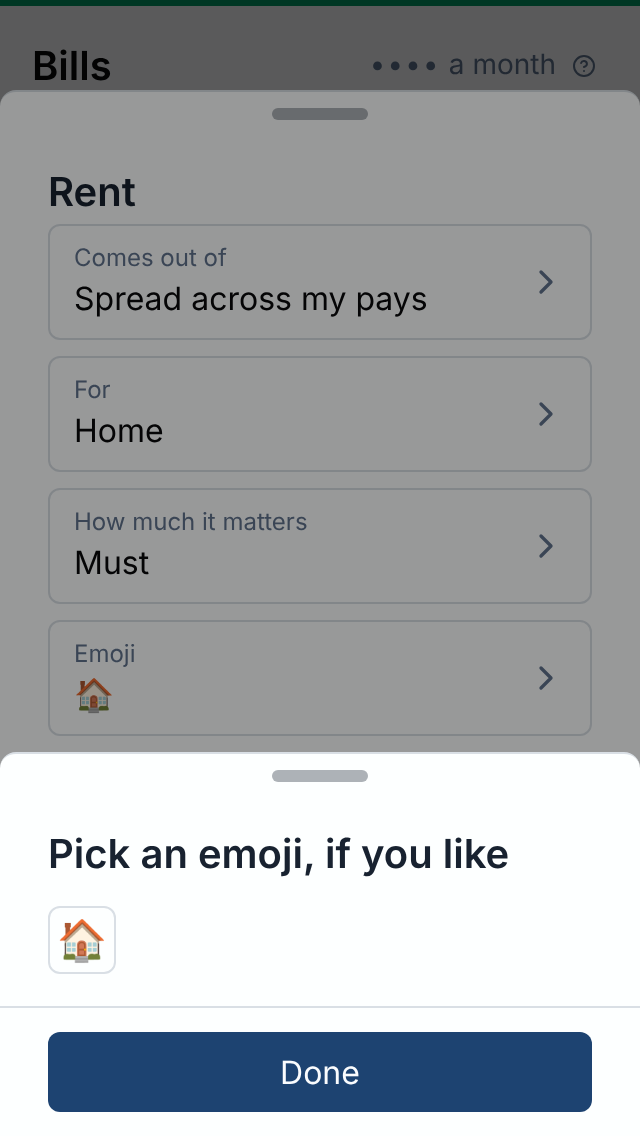 Bills
•••• a month
Rent
Comes out of
Spread across my pays
For
Home
How much it matters
Must
Emoji
🏠
Pick an emoji, if you like
🏠
Done